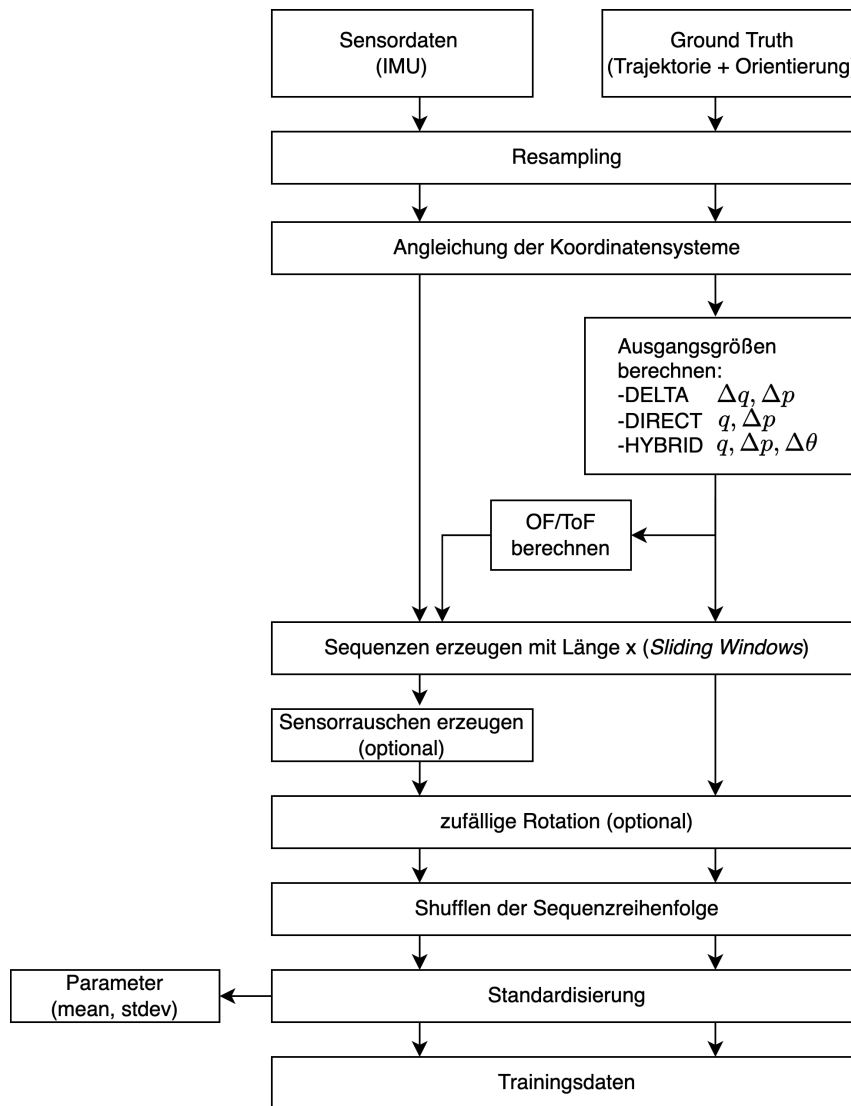 Sensordaten
(IMU)
Ground Truth
(Trajektorie + Orientierung
Resampling
Angleichung der Koordinatensysteme
Ausgangsgrößen
berechnen:
-DELTA Δq, Δp
-DIRECT q, Δp
-HYBRID q, Δp, Δθ
OF/ToF
berechnen
Sequenzen erzeugen mit Länge x (Sliding Windows)
Sensorrauschen erzeugen
(optional)
zufällige Rotation (optional)
Shufflen der Sequenzreihenfolge
Parameter
(mean, stdev)
Standardisierung
Trainingsdaten